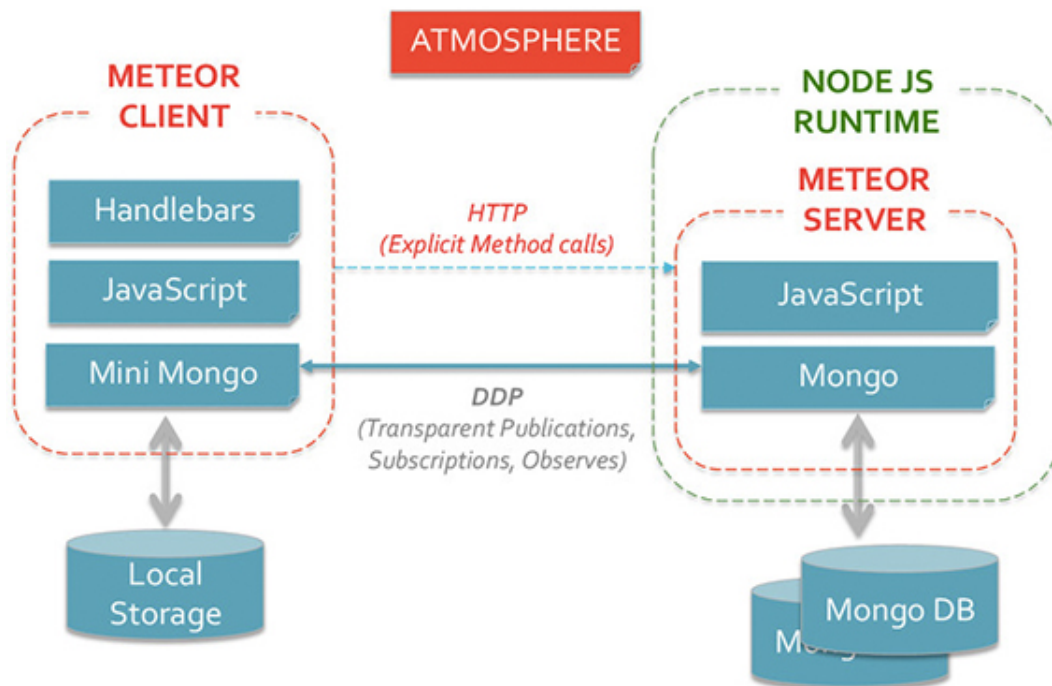 ATMOSPHERE
METEOR
CLIENT
Handlebars
JavaScript
Mini Mongo
Local
Storage
HTTP
(Explicit Method calls)
DDP
(Transparent Publications,
Subscriptions, Observes)
NODE JS
RUNTIME
METEOR
SERVER
JavaScript
Mongo
Mongo DB